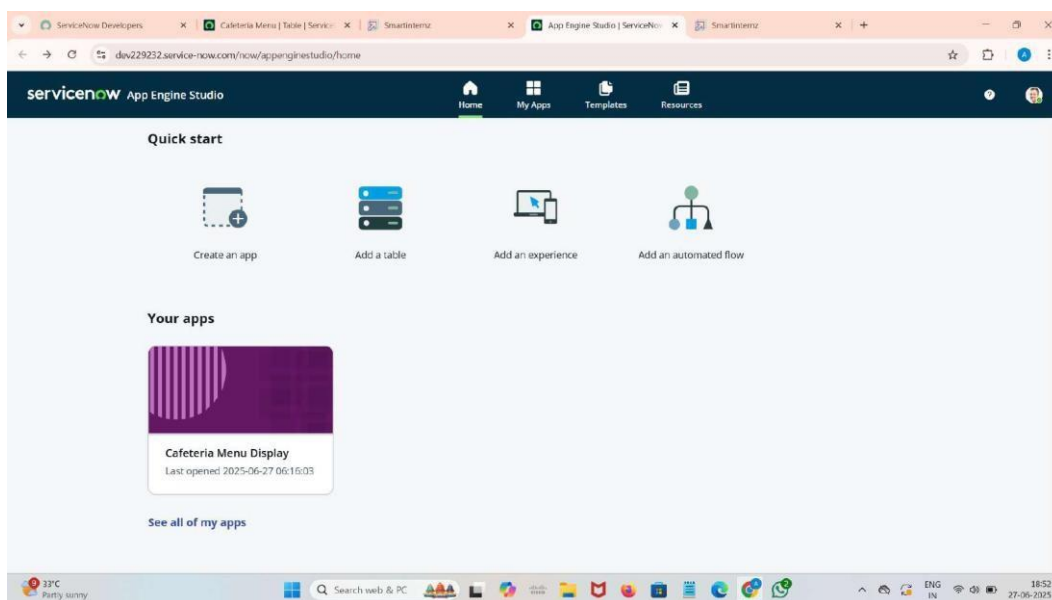 ServiceNow Developers
Cafeteria Menu | Table | Service
Smartinternz
App Engine Studio | ServiceNo
Smartinternz
dev229232.service-now.com/now/appenginestudio/home
A
servicenow App Engine Studio
Home
My Apps
Templates
Resources
?
Quick start
Create an app
Add a table
Add an experience
Add an automated flow
Your apps
Cafeteria Menu Display
Last opened 2025-06-27 06:16:03
See all of my apps
9
33°C
Partly sunny
Search web & PC
2
ENG
IN
18:52
27-06-2025